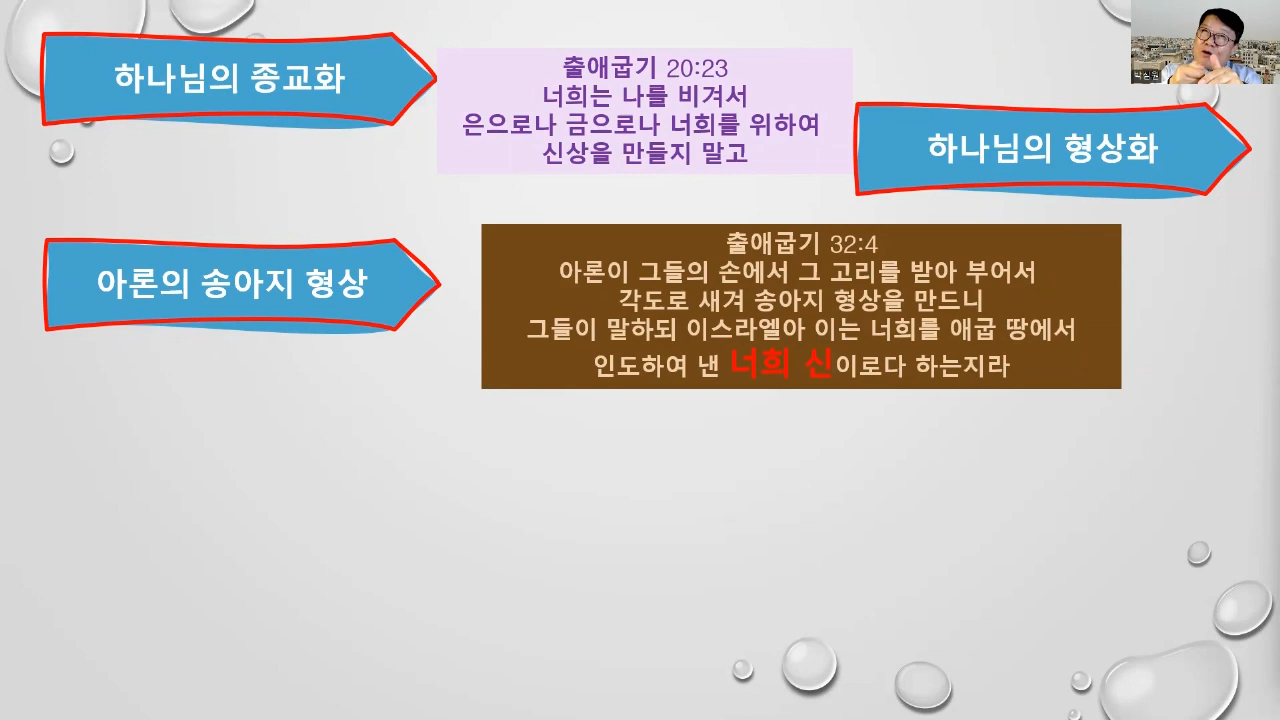 하나님의 종교화
출애굽기 20:23
너희는 나를 비겨서
은으로나 금으로나 너희를 위하여
신상을 만들지 말고
하나님의 형상화
아론의 송아지 형상
출애굽기 32:4
아론이 그들의 손에서 그 고리를 받아 부어서
각도로 새겨 송아지 형상을 만드니
그들이 말하되 이스라엘아 이는 너희를 애굽 땅에서
인도하여 낸 너희 신이로다 하는지라